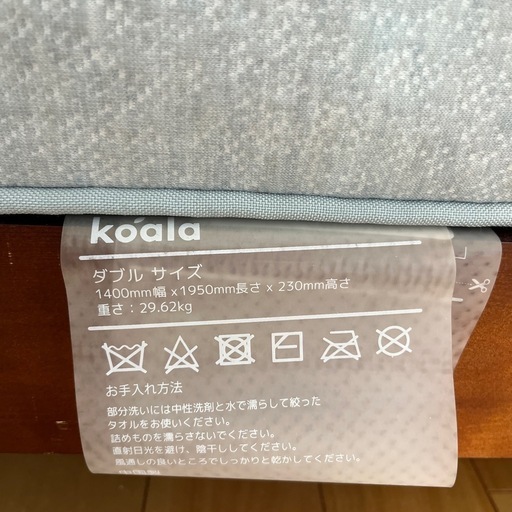 koala
ダブル サイズ
1400mm幅 x1950mm長さ x 230mm高さ
重さ：29.62kg
お手入れ方法
部分洗いには中性洗剤と水で濡らして絞った
タオルをお使いください。
詰めものを濡らさないでください。
直射日光を避け、陰干ししてください。
風通しの良いところでしっかりと乾かしてください。